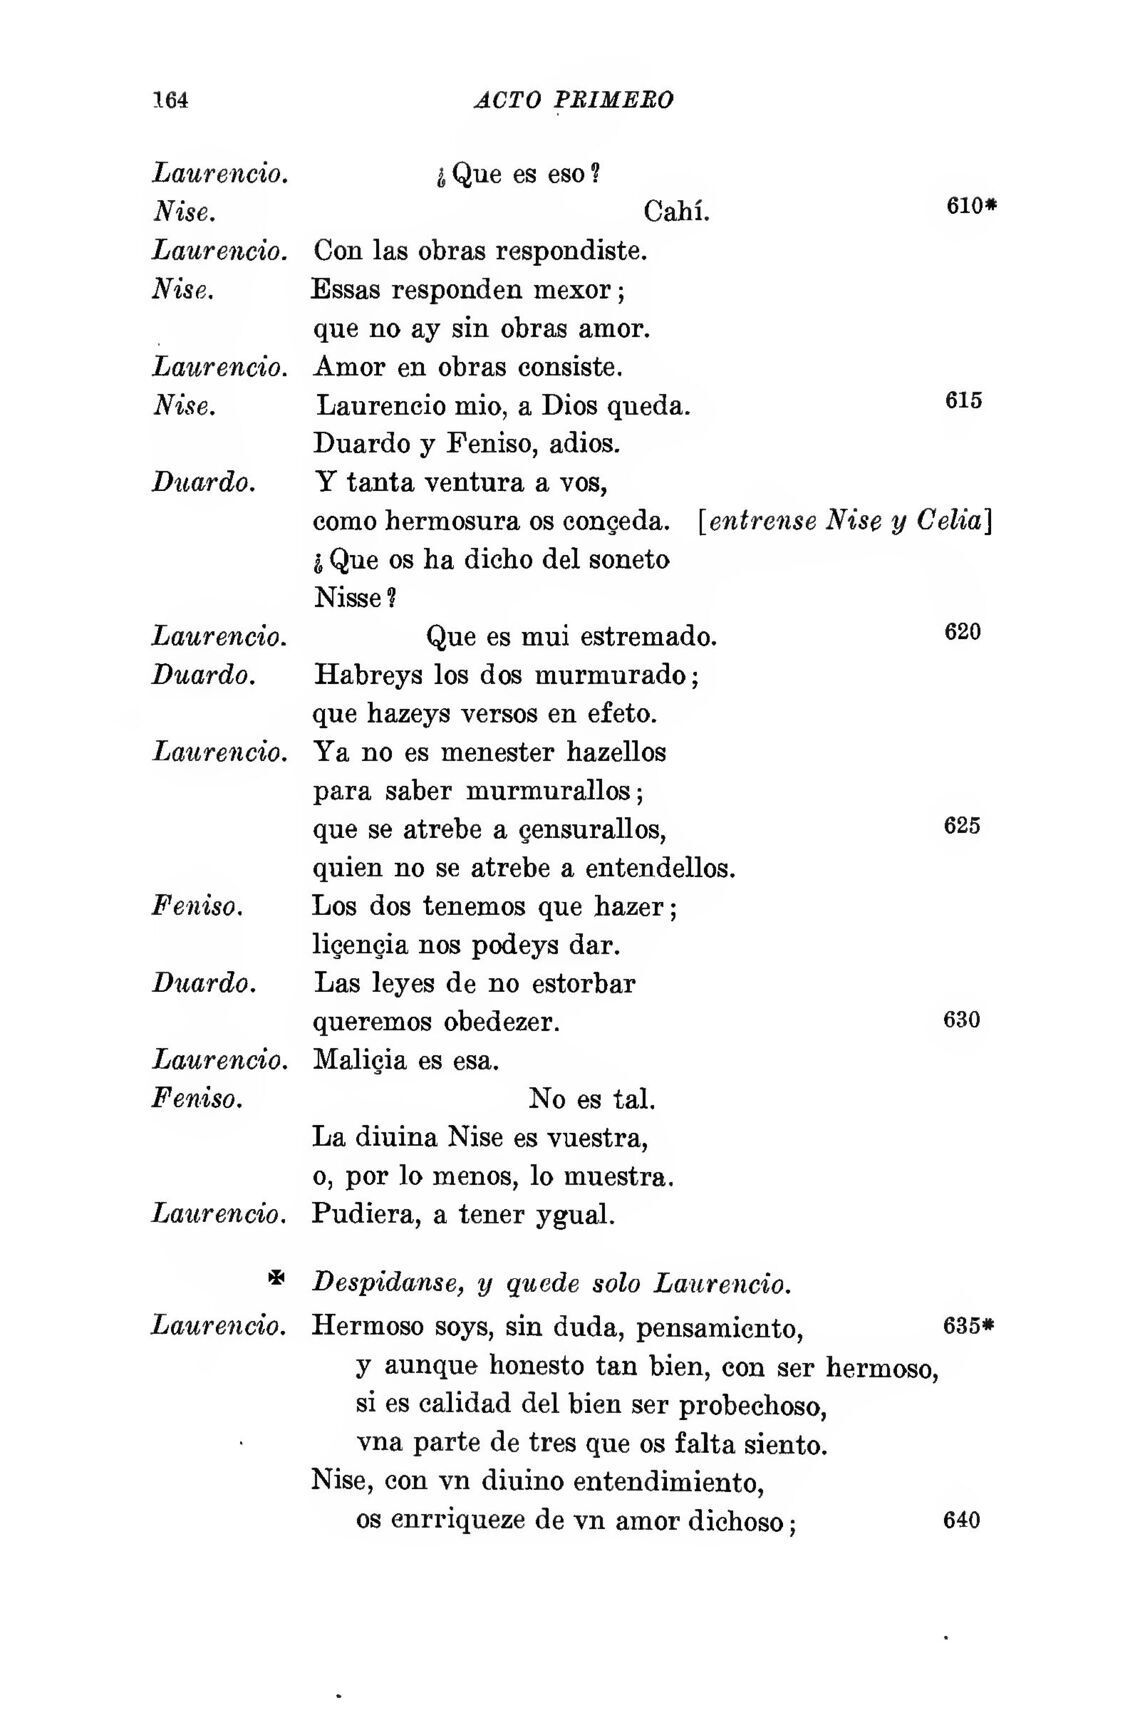 164 ACTO PRIMERO
Laurencio. ¿Que es eso?
Nise. Cahí. 610*
Laurencio. Con las obras respondiste.
Nise. Essas responden mexor;
que no ay sin obras amor.
Laurencio. Amor en obras consiste.
Nise. Laurencio mio, a Dios queda. 615
Duardo y Feniso, adios.
Duardo. Y tanta ventura a vos,
como hermosura os conçeda. [entrense Nise y Celia]
¿Que os ha dicho del soneto
Nisse?
Laurencio. Que es mui estremado. 620
Duardo. Habreys los dos murmurado;
que hazeys versos en efeto.
Laurencio. Ya no es menester hazellos
para saber murmurallos;
que se atrebe a çensurallos, 625
quien no se atrebe a entendellos.
Feniso. Los dos tenemos que hazer;
liçençia nos podeys dar.
Duardo. Las leyes de no estorbar
queremos obedezer. 630
Laurencio. Maliçia es esa.
Feniso. No es tal.
La diuina Nise es vuestra,
o, por lo menos, lo muestra.
Laurencio. Pudiera, a tener ygual.
✠ Despidanse, y quede solo Laurencio.
Laurencio. Hermoso soys, sin duda, pensamiento, 635*
y aunque honesto tan bien, con ser hermoso,
si es calidad del bien ser probechoso,
vna parte de tres que os falta siento.
Nise, con vn diuino entendimiento,
os enrriqueze de vn amor dichoso; 640